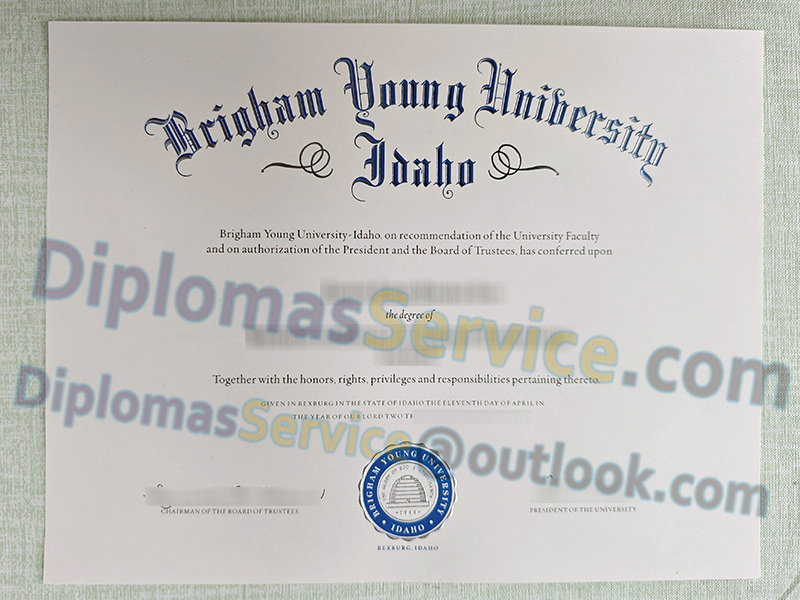 Brigham Young University
Idaho
Brigham Young University-Idaho, on recommendation of the University Faculty
and on authorization of the President and the Board of Trustees, has conferred upon
DiplomasService.com
the degree of
Together with the honors, rights, privileges and responsibilities pertaining thereto.
GIVEN IN REXBURG IN THE STATE OF IDAHO THE ELEVENTH DAY OF APRIL IN
THE YEAR OF OUR LORD TWO
DiplomasService@outlook.com
BRIGHAM YOUNG UNIVERSITY
IDAHO
CHAIRMAN OF THE BOARD OF TRUSTEES
PRESIDENT OF THE UNIVERSITY
REXBURG, IDAHO